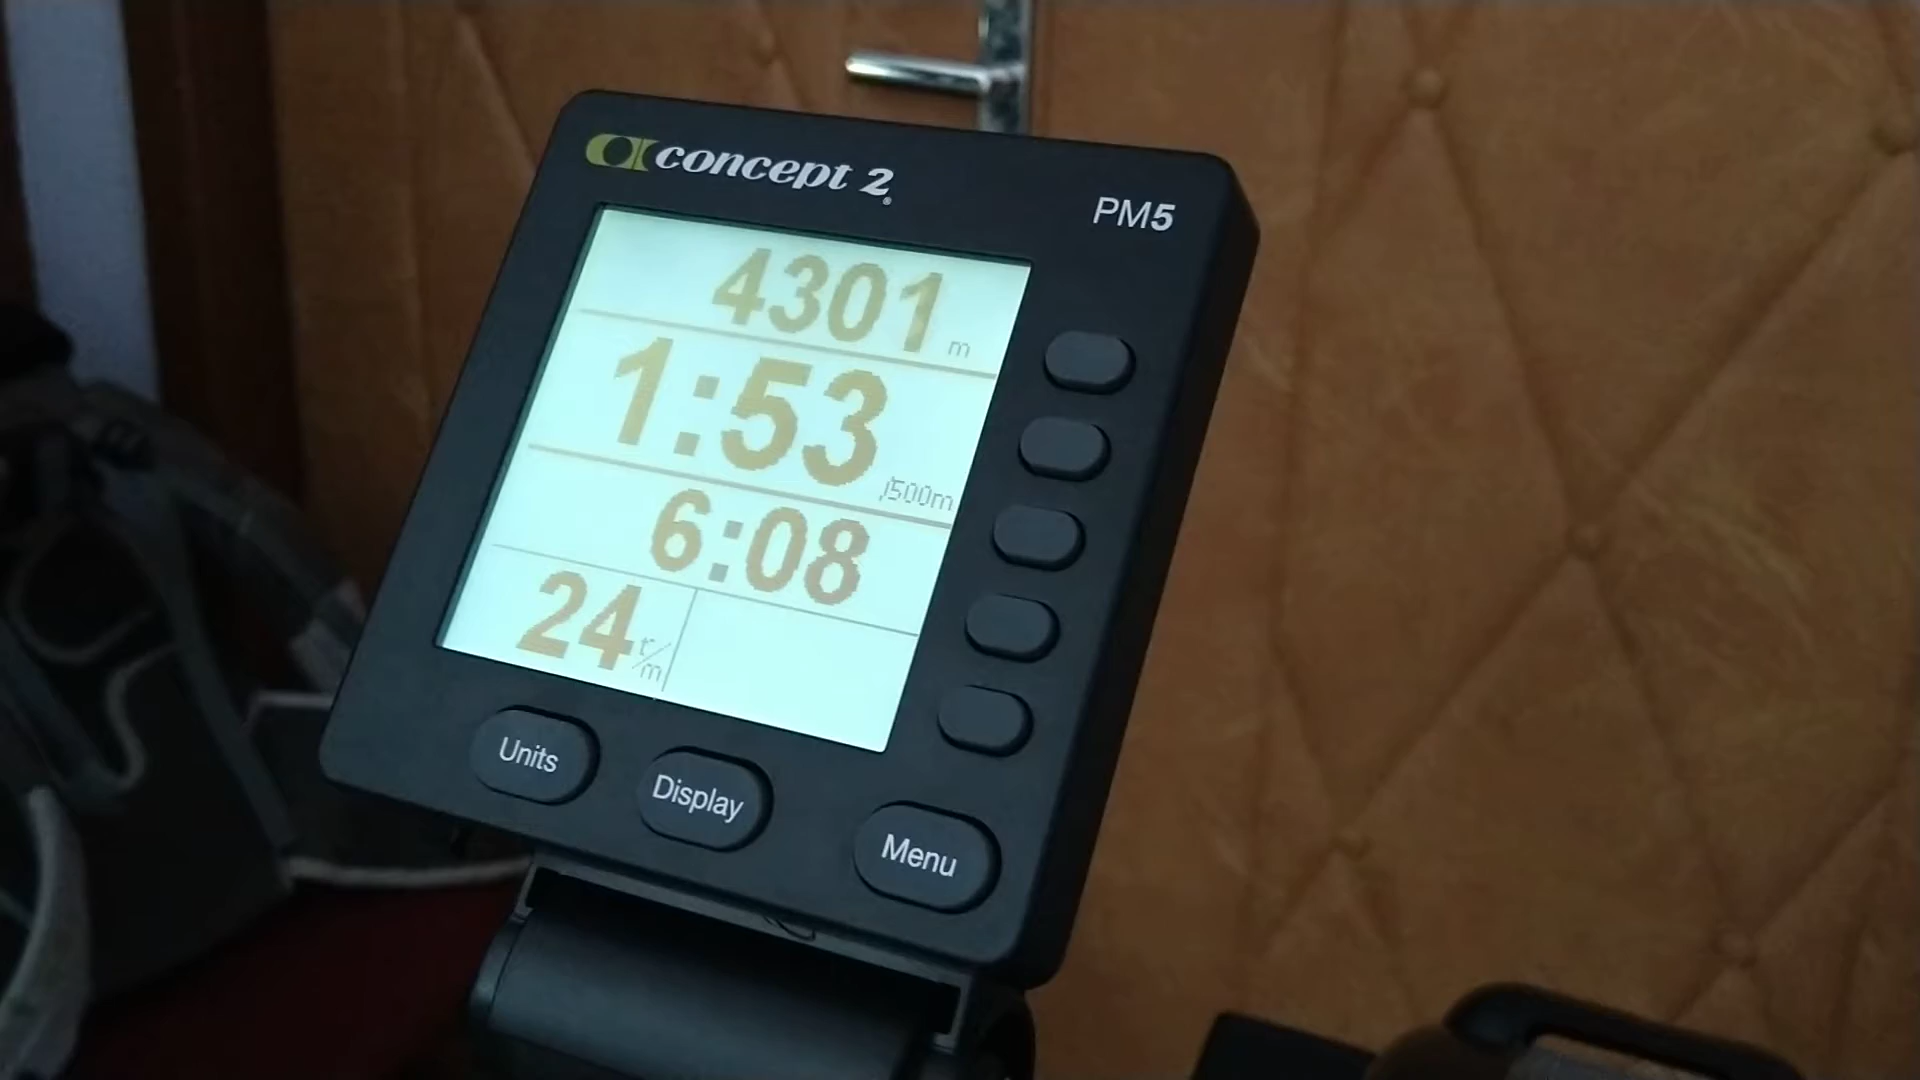 concept 2
PM5
4301 m
1:53 /500m
6:08
24 r/m
Units
Display
Menu